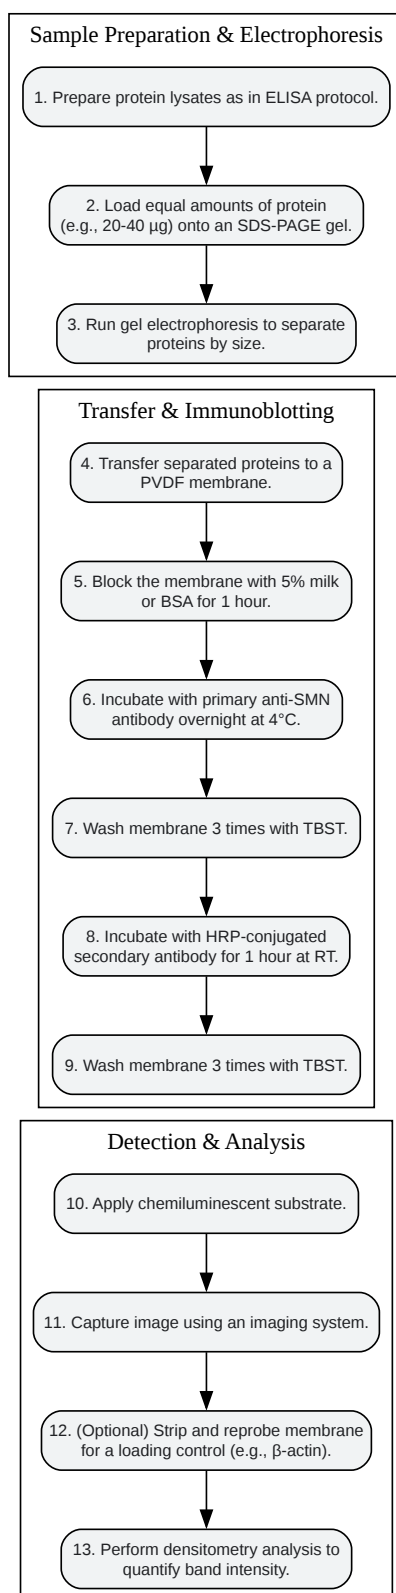 Sample Preparation & Electrophoresis
1. Prepare protein lysates as in ELISA protocol.
2. Load equal amounts of protein
(e.g., 20-40 µg) onto an SDS-PAGE gel.
3. Run gel electrophoresis to separate
proteins by size.
Transfer & Immunoblotting
4. Transfer separated proteins to a
PVDF membrane.
5. Block the membrane with 5% milk
or BSA for 1 hour.
6. Incubate with primary anti-SMN
antibody overnight at 4°C.
7. Wash membrane 3 times with TBST.
8. Incubate with HRP-conjugated
secondary antibody for 1 hour at RT.
9. Wash membrane 3 times with TBST.
Detection & Analysis
10. Apply chemiluminescent substrate.
11. Capture image using an imaging system.
12. (Optional) Strip and reprobe membrane
for a loading control (e.g., β-actin).
13. Perform densitometry analysis to
quantify band intensity.